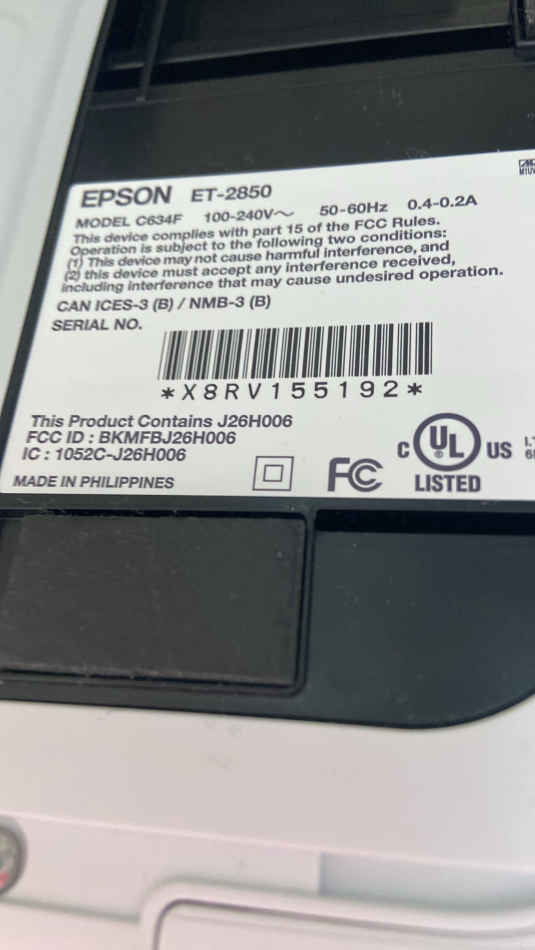 EPSON ET-2850
MODEL C634F 100-240V~ 50-60Hz 0.4-0.2A
This device complies with part 15 of the FCC Rules.
Operation is subject to the following two conditions:
(1) This device may not cause harmful interference, and
(2) this device must accept any interference received,
including interference that may cause undesired operation.
CAN ICES-3 (B) / NMB-3 (B)
SERIAL NO.
*X8RV155192*
This Product Contains J26H006
FCC ID : BKMFBJ26H006
IC : 1052C-J26H006
MADE IN PHILIPPINES
FC
C UL ® US
LISTED